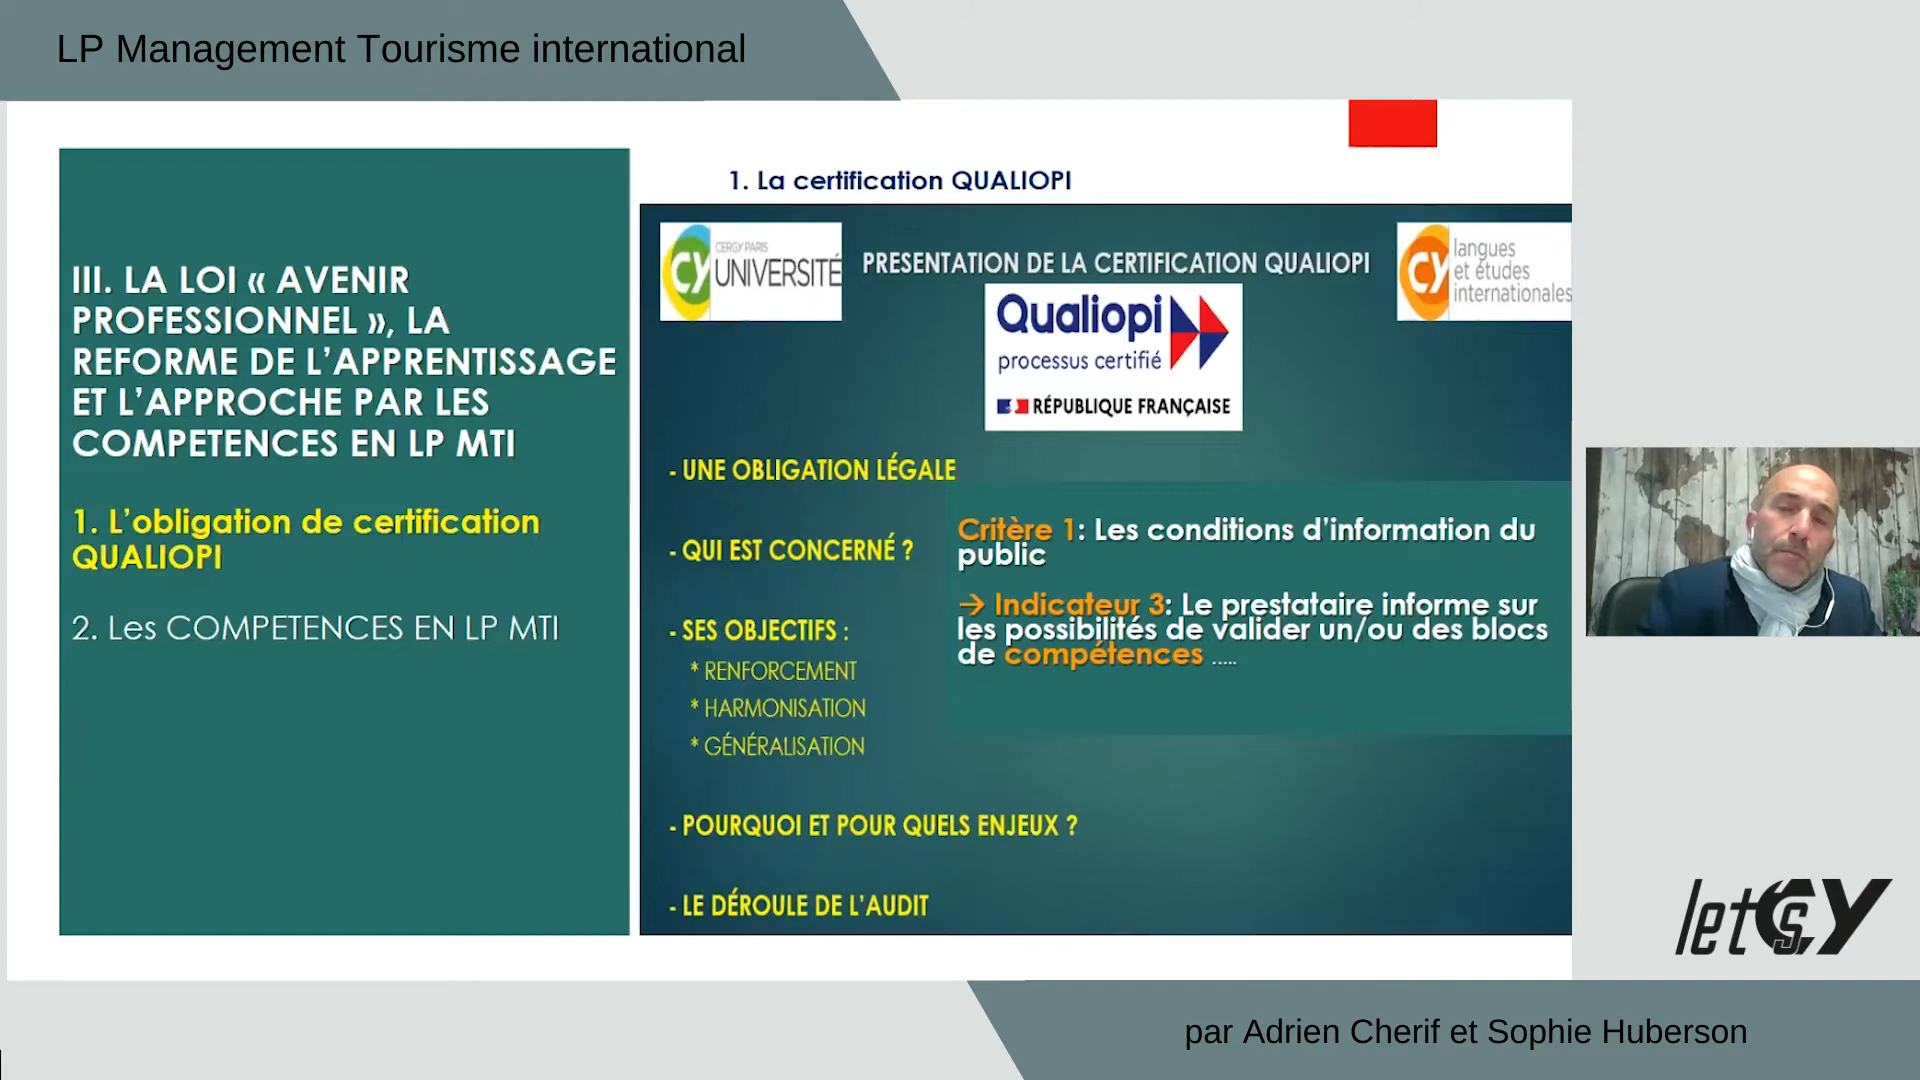 LP Management Tourisme international
III. LA LOI « AVENIR
PROFESSIONNEL », LA
REFORME DE L’APPRENTISSAGE
ET L’APPROCHE PAR LES
COMPETENCES EN LP MTI
1. L’obligation de certification
QUALIOPI
2. Les COMPETENCES EN LP MTI
1. La certification QUALIOPI
CERGY PARIS
CY UNIVERSITÉ
PRESENTATION DE LA CERTIFICATION QUALIOPI
CY langues
et études
internationales
Qualiopi
processus certifié
RÉPUBLIQUE FRANÇAISE
- UNE OBLIGATION LÉGALE
- QUI EST CONCERNÉ ?
- SES OBJECTIFS :
* RENFORCEMENT
* HARMONISATION
* GÉNÉRALISATION
- POURQUOI ET POUR QUELS ENJEUX ?
- LE DÉROULE DE L’AUDIT
Critère 1: Les conditions d’information du
public
→ Indicateur 3: Le prestataire informe sur
les possibilités de valider un/ou des blocs
de compétences .....
let's CY
par Adrien Cherif et Sophie Huberson